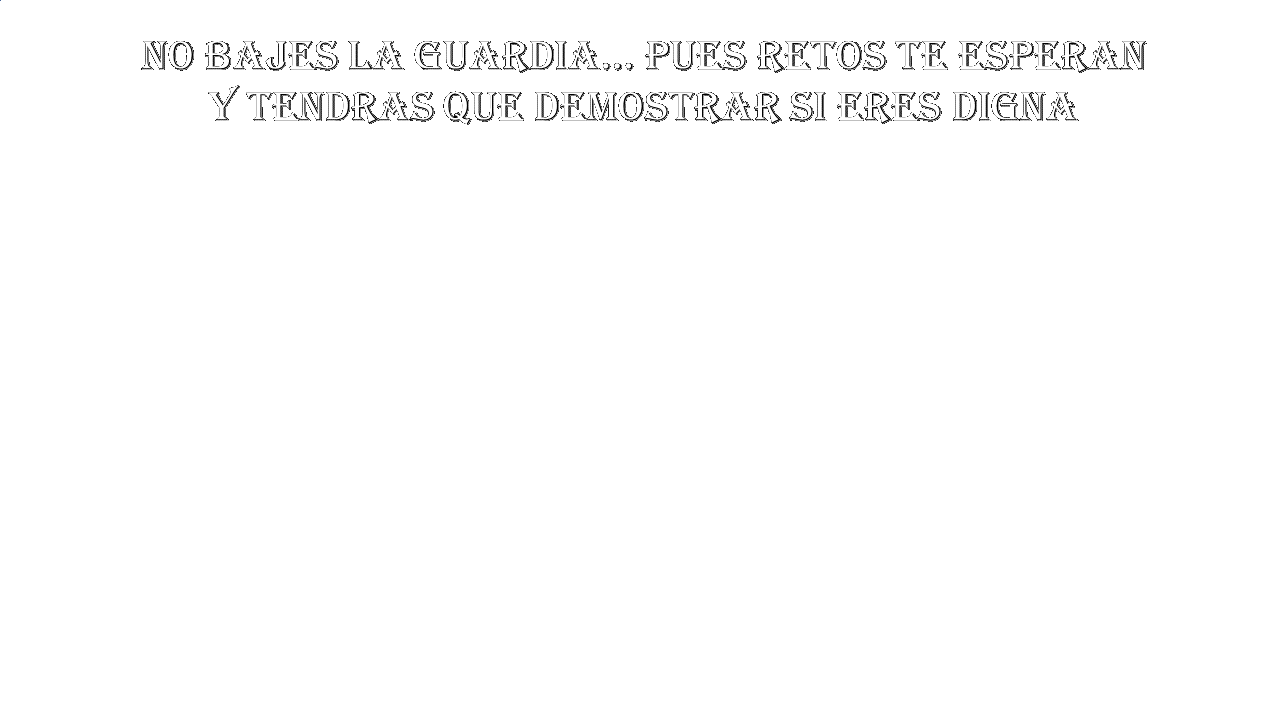 NO BAJES LA GUARDIA... PUES RETOS TE ESPERAN
Y TENDRAS QUE DEMOSTRAR SI ERES DIGNA